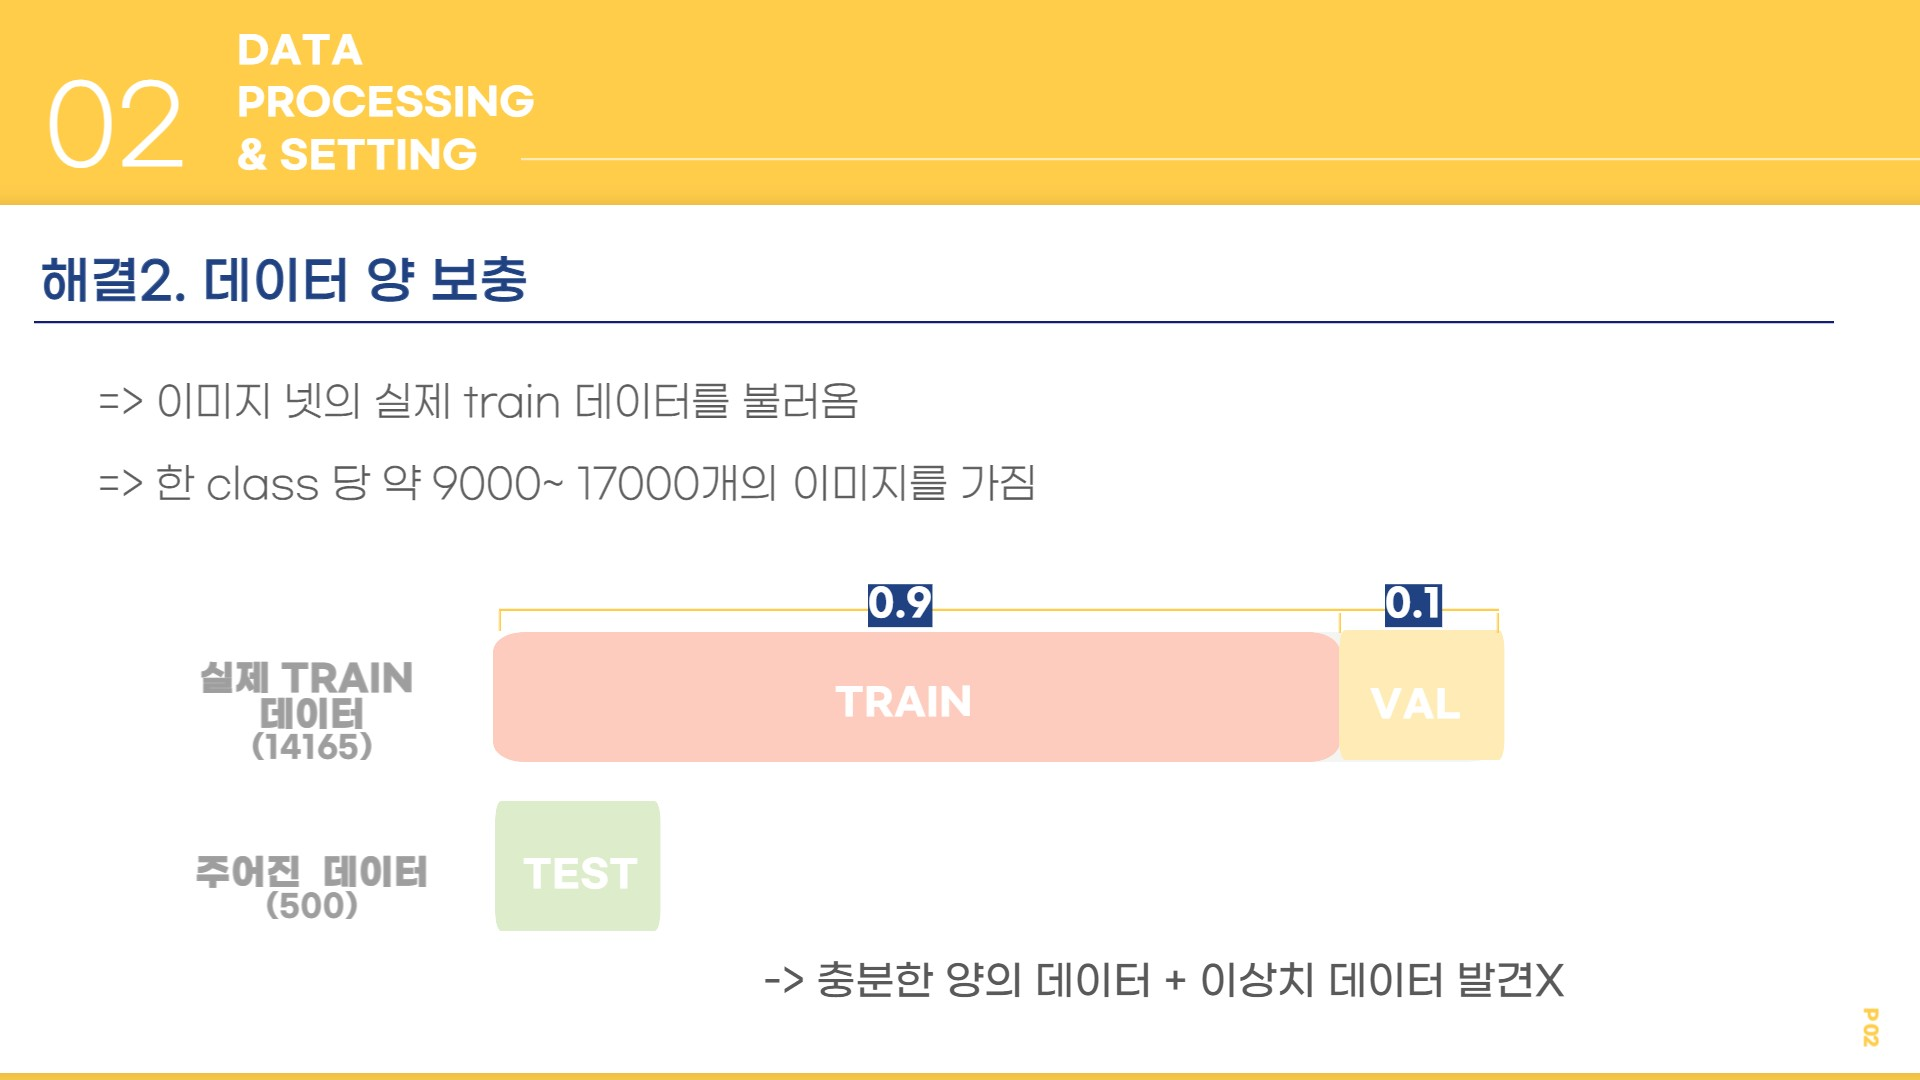 02
DATA
PROCESSING
& SETTING
해결2. 데이터 양 보충
=> 이미지 넷의 실제 train 데이터를 불러옴
=> 한 class 당 약 9000~ 17000개의 이미지를 가짐
0.9
0.1
실제 TRAIN
데이터
(14165)
TRAIN
VAL
주어진 데이터
(500)
TEST
-> 충분한 양의 데이터 + 이상치 데이터 발견X
P 02